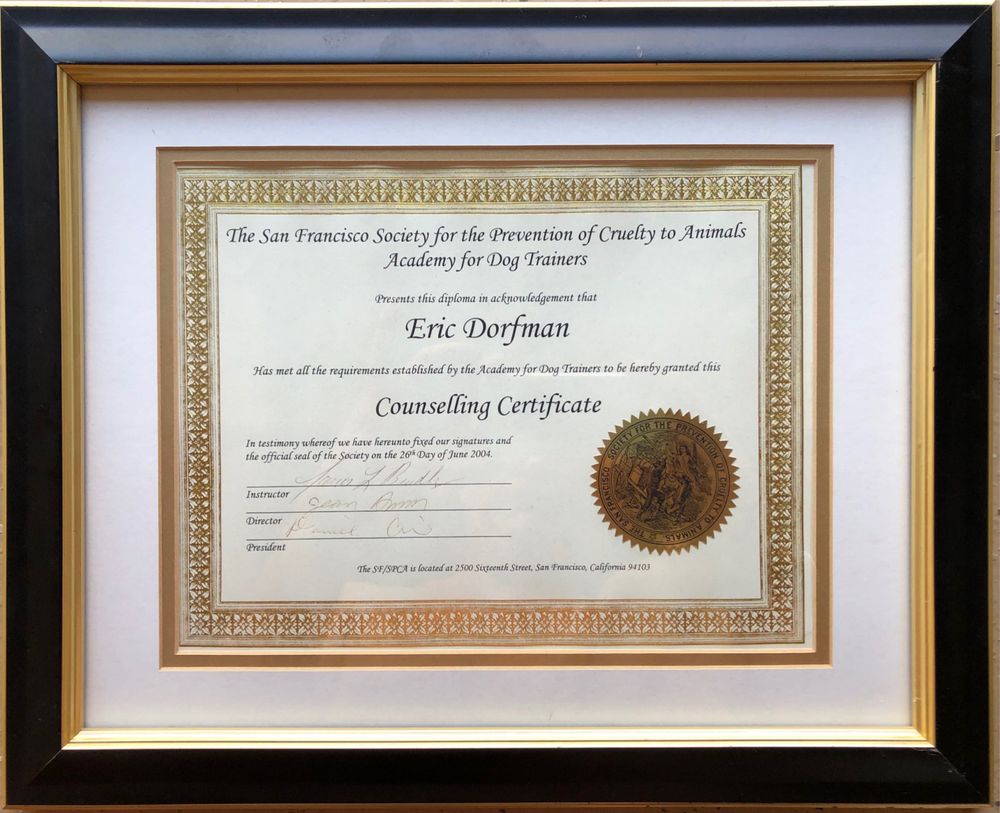 The San Francisco Society for the Prevention of Cruelty to Animals
Academy for Dog Trainers
Presents this diploma in acknowledgement that
Eric Dorfman
Has met all the requirements established by the Academy for Dog Trainers to be hereby granted this
Counselling Certificate
In testimony whereof we have hereunto fixed our signatures and
the official seal of the Society on the 26th Day of June 2004.
Instructor
Director
President
THE SAN FRANCISCO SOCIETY FOR THE PREVENTION OF CRUELTY TO ANIMALS
The SF/SPCA is located at 2500 Sixteenth Street, San Francisco, California 94103